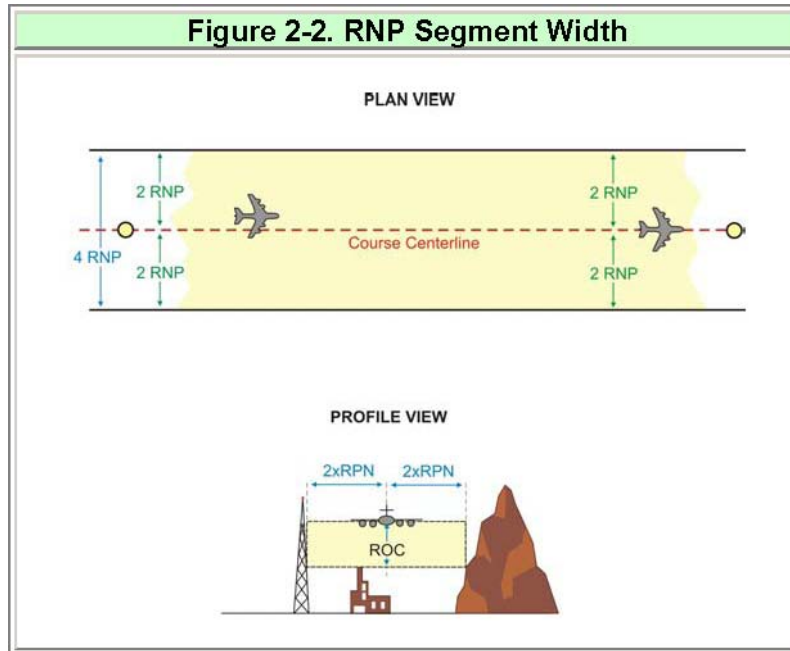 Figure 2-2. RNP Segment Width
PLAN VIEW
2 RNP
2 RNP
Course Centerline
4 RNP
2 RNP
2 RNP
PROFILE VIEW
2xRPN
2xRPN
ROC